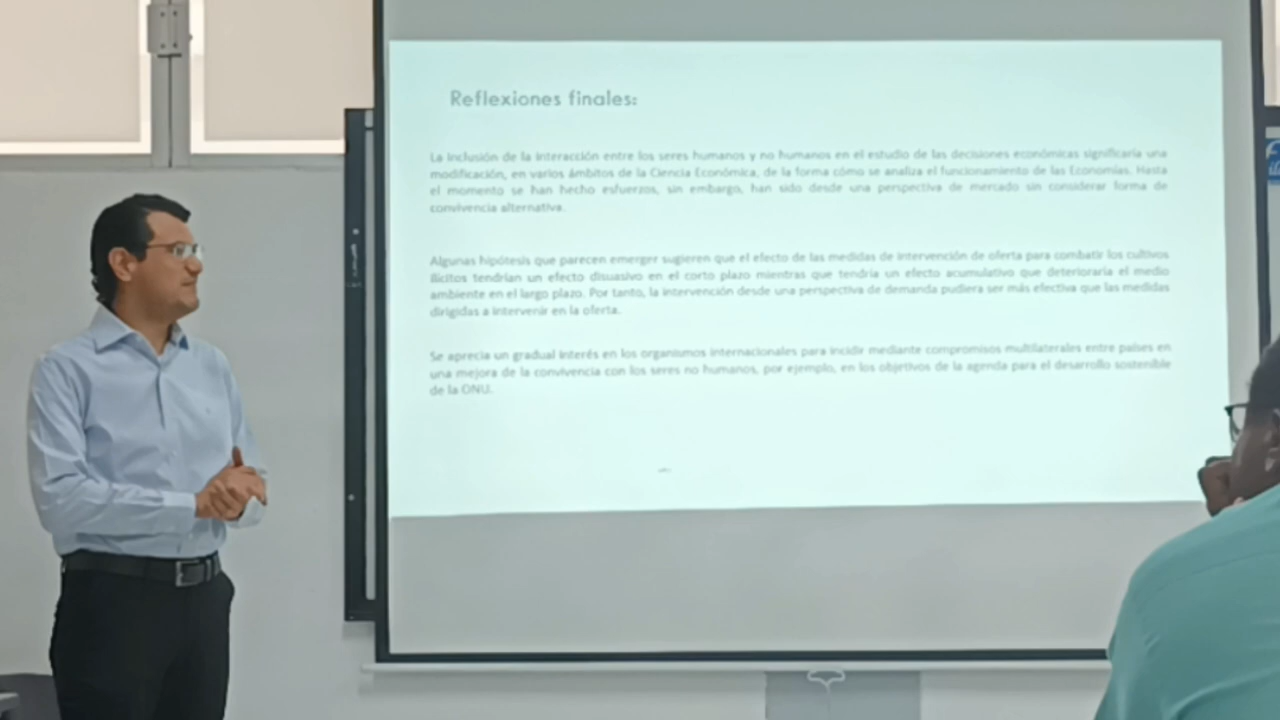 Reflexiones finales:
La inclusión de la interacción entre los seres humanos y no humanos en el estudio de las decisiones económicas significaría una
modificación, en varios ámbitos de la Ciencia Económica, de la forma cómo se analiza el funcionamiento de las Economías. Hasta
el momento se han hecho esfuerzos, sin embargo, han sido desde una perspectiva de mercado sin considerar forma de
convivencia alternativa.
Algunas hipótesis que parecen emerger sugieren que el efecto de las medidas de intervención de oferta para combatir los cultivos
ilícitos tendrían un efecto disuasivo en el corto plazo mientras que tendría un efecto acumulativo que deterioraría el medio
ambiente en el largo plazo. Por tanto, la intervención desde una perspectiva de demanda pudiera ser más efectiva que las medidas
dirigidas a intervenir en la oferta.
Se aprecia un gradual interés en los organismos internacionales para incidir mediante compromisos multilaterales entre países en
una mejora de la convivencia con los seres no humanos, por ejemplo, en los objetivos de la agenda para el desarrollo sostenible
de la ONU.